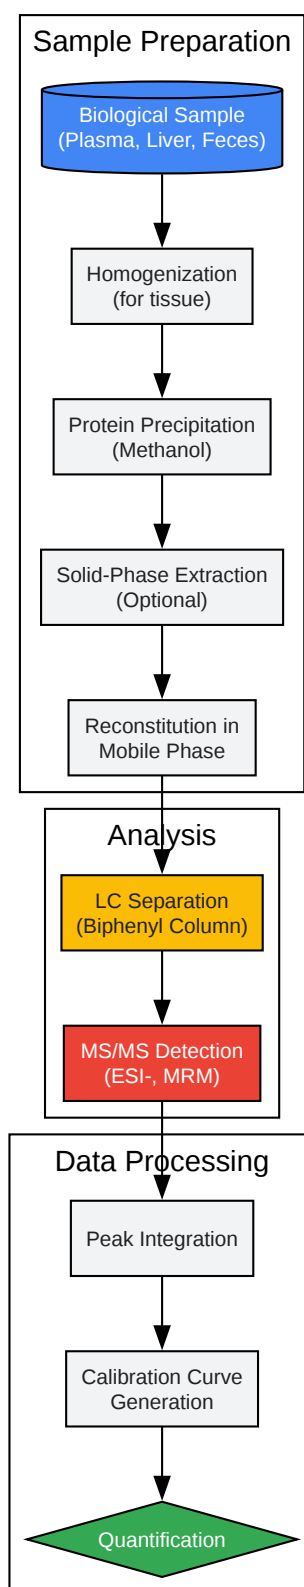 Sample Preparation
Biological Sample
(Plasma, Liver, Feces)
Homogenization
(for tissue)
Protein Precipitation
(Methanol)
Solid-Phase Extraction
(Optional)
Reconstitution in
Mobile Phase
Analysis
LC Separation
(Biphenyl Column)
MS/MS Detection
(ESI-, MRM)
Data Processing
Peak Integration
Calibration Curve
Generation
Quantification